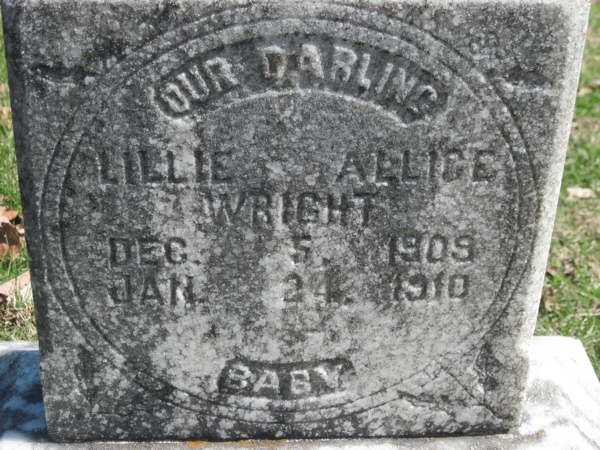 OUR DARLING
LILLIE ALLICE
WRIGHT
DEC. 5. 1909
JAN. 24. 1910
BABY